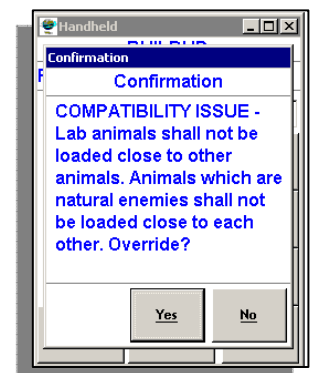 Handheld
Confirmation
Confirmation
COMPATIBILITY ISSUE -
Lab animals shall not be
loaded close to other
animals. Animals which are
natural enemies shall not
be loaded close to each
other. Override?
Yes No